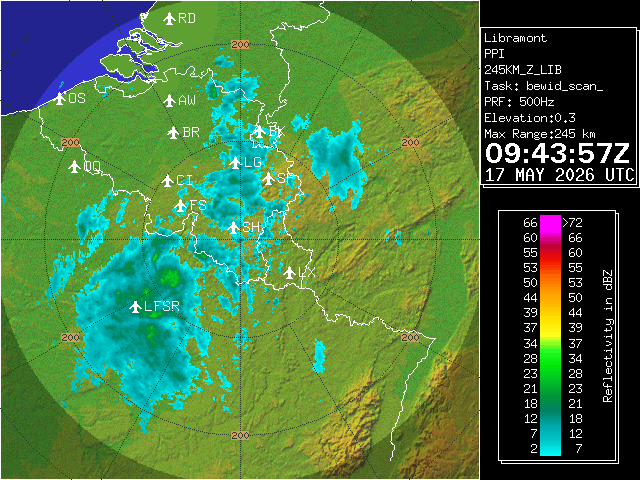 RD
200
OS
AW
BR
BK
200
200
QQ
LG
CI
S
FS
SH
LX
LFSR
200
200
200
Libramont
PPI
245KM_Z_LIB
Task: bewid_scan_
PRF: 500Hz
Elevation:0.3
Max Range:245 km
09:43:57Z
17 MAY 2026 UTC
66 >72
60 66
55 60
53 55
50 53
44 50
39 44
37 39
34 37
28 34
23 28
21 23
18 21
12 18
7 12
2 7
Reflectivity in dBZ